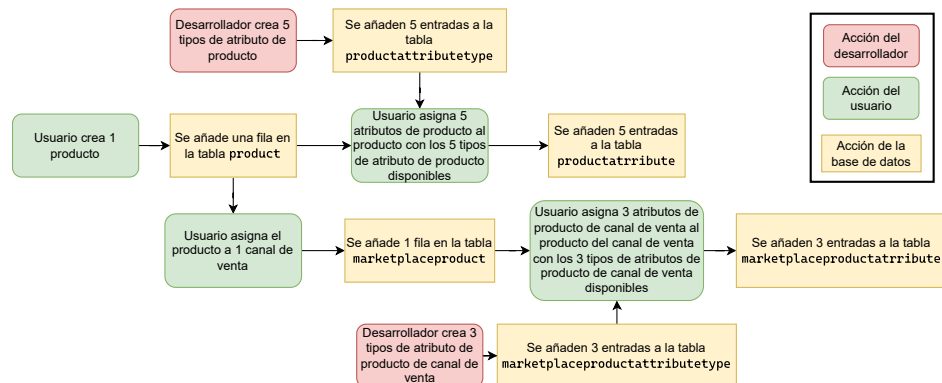 Desarrollador crea 5
tipos de atributo de
producto
Se añaden 5 entradas a la
tabla
productattributetype
Acción del
desarrollador
Acción del
usuario
Acción de la
base de datos
Usuario crea 1
producto
Se añade una fila en
la tabla product
Usuario asigna 5
atributos de producto al
producto con los 5 tipos
de atributo de producto
disponibles
Se añaden 5 entradas
a la tabla
productatrribute
Usuario asigna el
producto a 1 canal de
venta
Se añade 1 fila en la tabla
marketplaceproduct
Usuario asigna 3 atributos de
producto de canal de venta al
producto del canal de venta
con los 3 tipos de atributos de
producto de canal de venta
disponibles
Se añaden 3 entradas a la tabla
marketplaceproductatrribute
Desarrollador crea 3
tipos de atributo de
producto de canal de
venta
Se añaden 3 entradas a la tabla
marketplaceproductattributetype